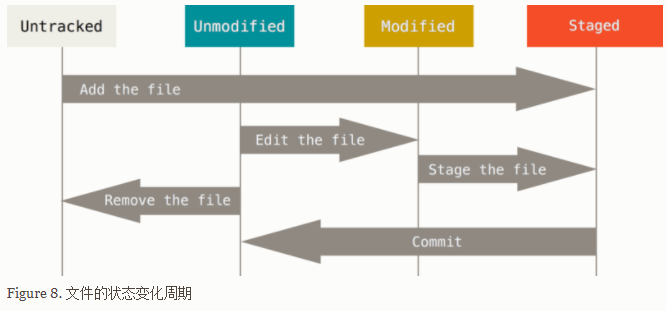 Untracked
Unmodified
Modified
Staged
Add the file
Edit the file
Stage the file
Remove the file
Commit
Figure 8. 文件的状态变化周期